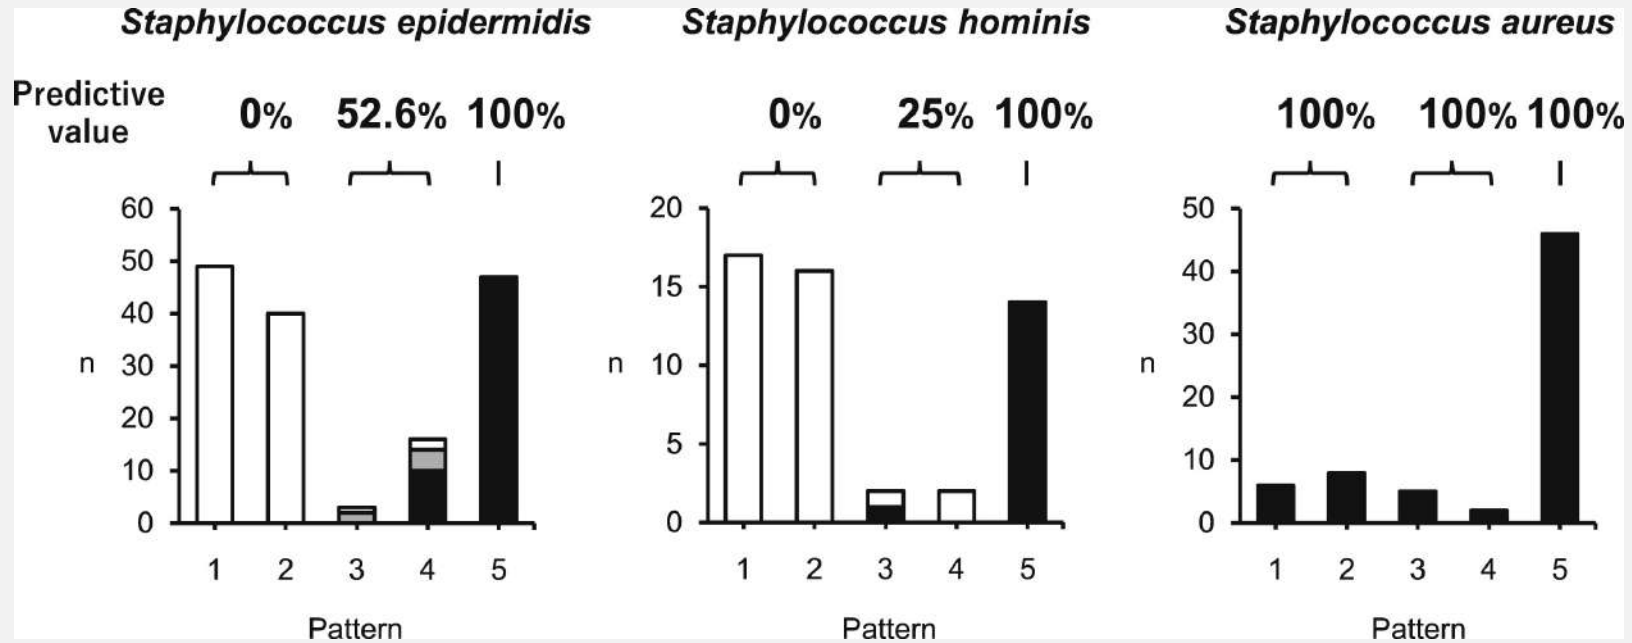 Staphylococcus epidermidis
Predictive
value
0% 52.6% 100%
60
50
40
30
20
10
0
n
1 2 3 4 5
Pattern
Staphylococcus hominis
0% 25% 100%
20
15
10
5
0
n
1 2 3 4 5
Pattern
Staphylococcus aureus
100% 100% 100%
50
40
30
20
10
0
n
1 2 3 4 5
Pattern